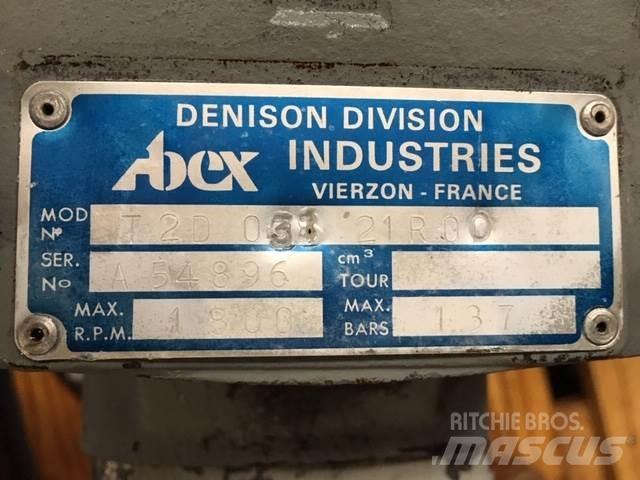 DENISON DIVISION
Abex INDUSTRIES
VIERZON - FRANCE
MOD Nº T2D 21R00
SER. No A 54896
cm³ TOUR
MAX. R.P.M. 1800
MAX. BARS 137
RITCHIE BROS.
MASCUS